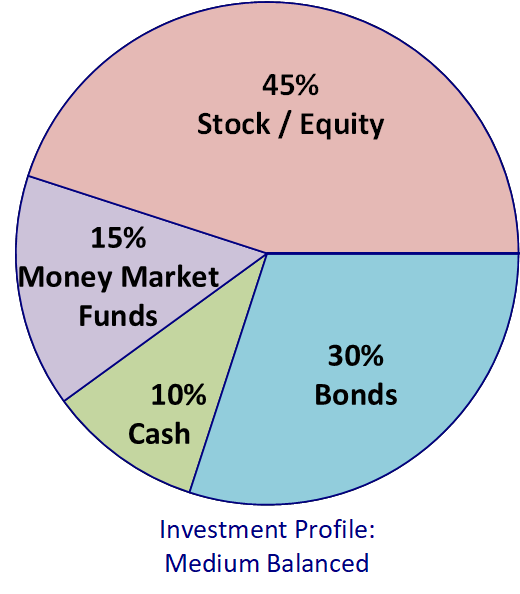 45%
Stock / Equity
15%
Money Market
Funds
30%
Bonds
10%
Cash
Investment Profile:
Medium Balanced